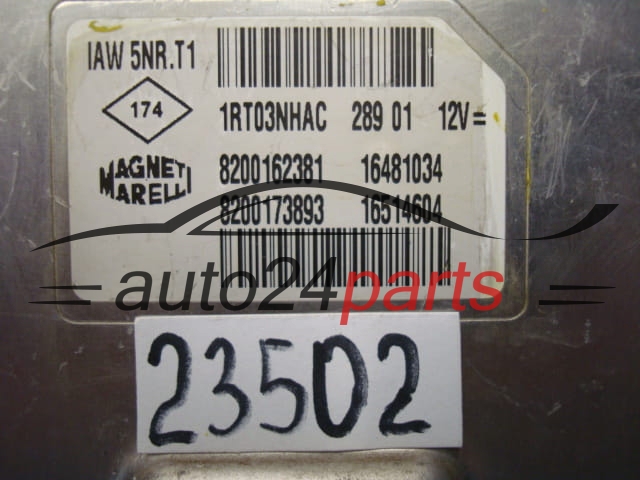 IAW 5NR.T1
174
1RT03NHAC 289 01 12V=
MAGNETI MARELLI
8200162381 16481034
8200173893 16514604
auto24parts
23502